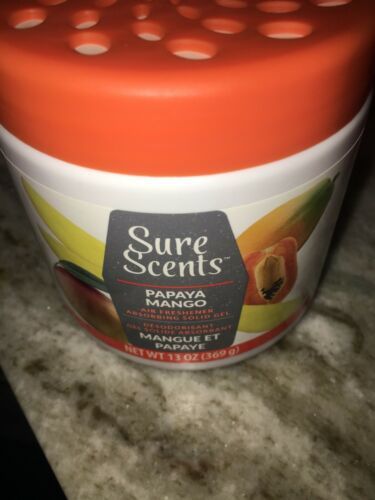 Sure
Scents™
PAPAYA
MANGO
AIR FRESHENER
ABSORBING SOLID GEL
DÉSODORISANT
GEL SOLIDE ABSORBANT
MANGUE ET
PAPAYE
NET WT 13 OZ (369 g)